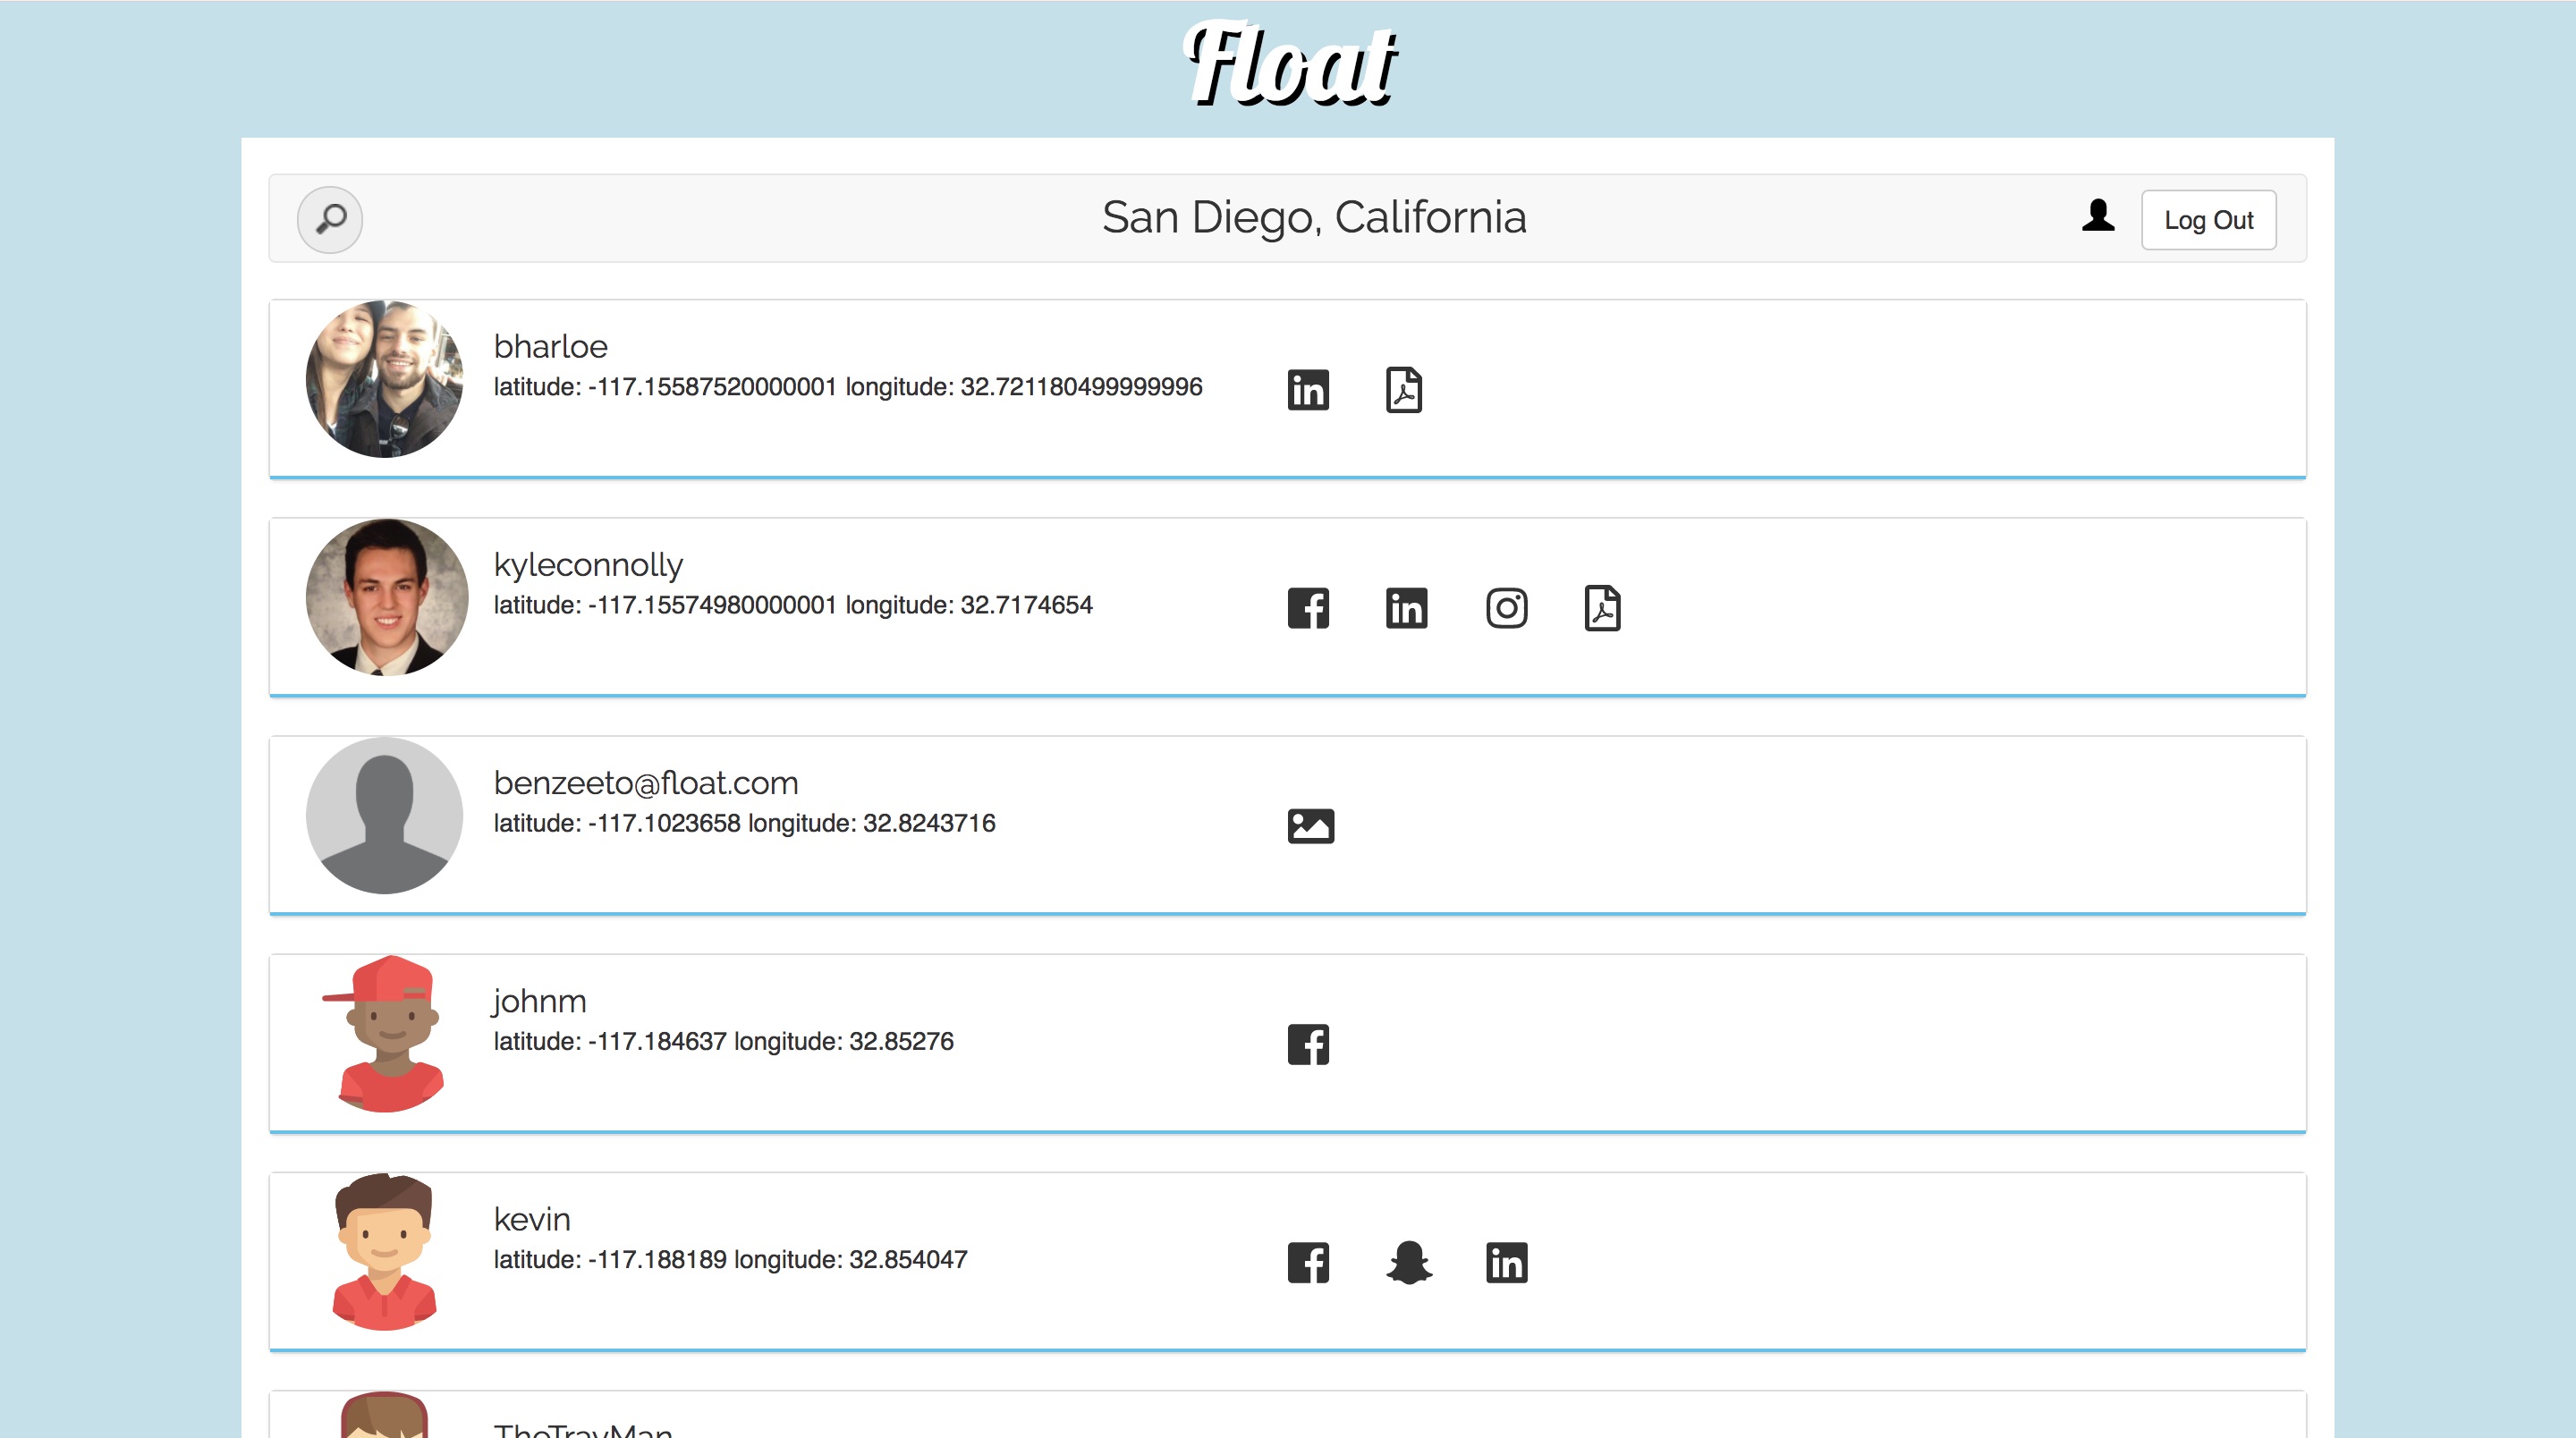 Float
San Diego, California
Log Out
bharloe
latitude: -117.15587520000001 longitude: 32.721180499999996
kyleconnolly
latitude: -117.15574980000001 longitude: 32.7174654
benzeeto@float.com
latitude: -117.1023658 longitude: 32.8243716
johnm
latitude: -117.184637 longitude: 32.85276
kevin
latitude: -117.188189 longitude: 32.854047
TheTrayMan